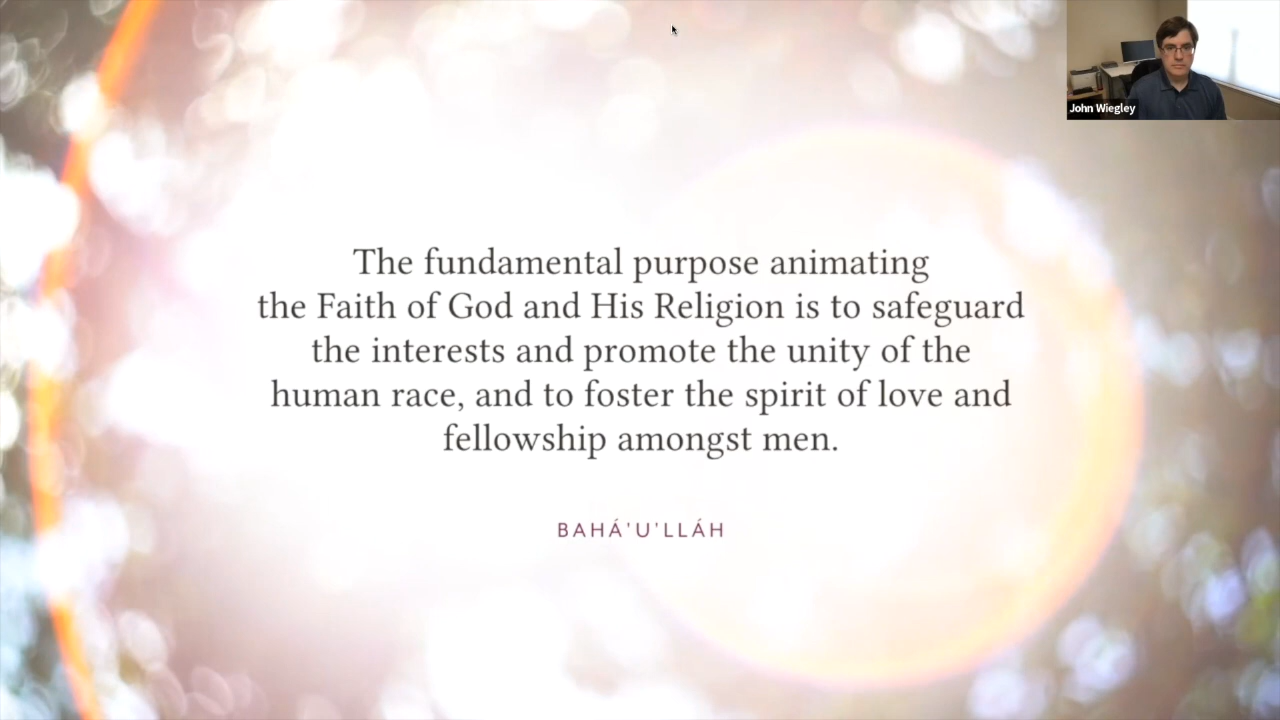 John Wiegley
The fundamental purpose animating
the Faith of God and His Religion is to safeguard
the interests and promote the unity of the
human race, and to foster the spirit of love and
fellowship amongst men.
BAHÁ'U'LLÁH